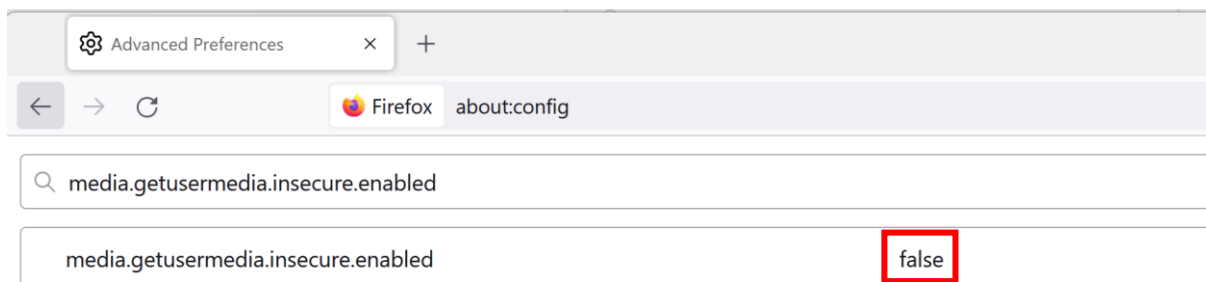 Advanced Preferences
Firefox about:config
media.getusermedia.insecure.enabled
media.getusermedia.insecure.enabled false